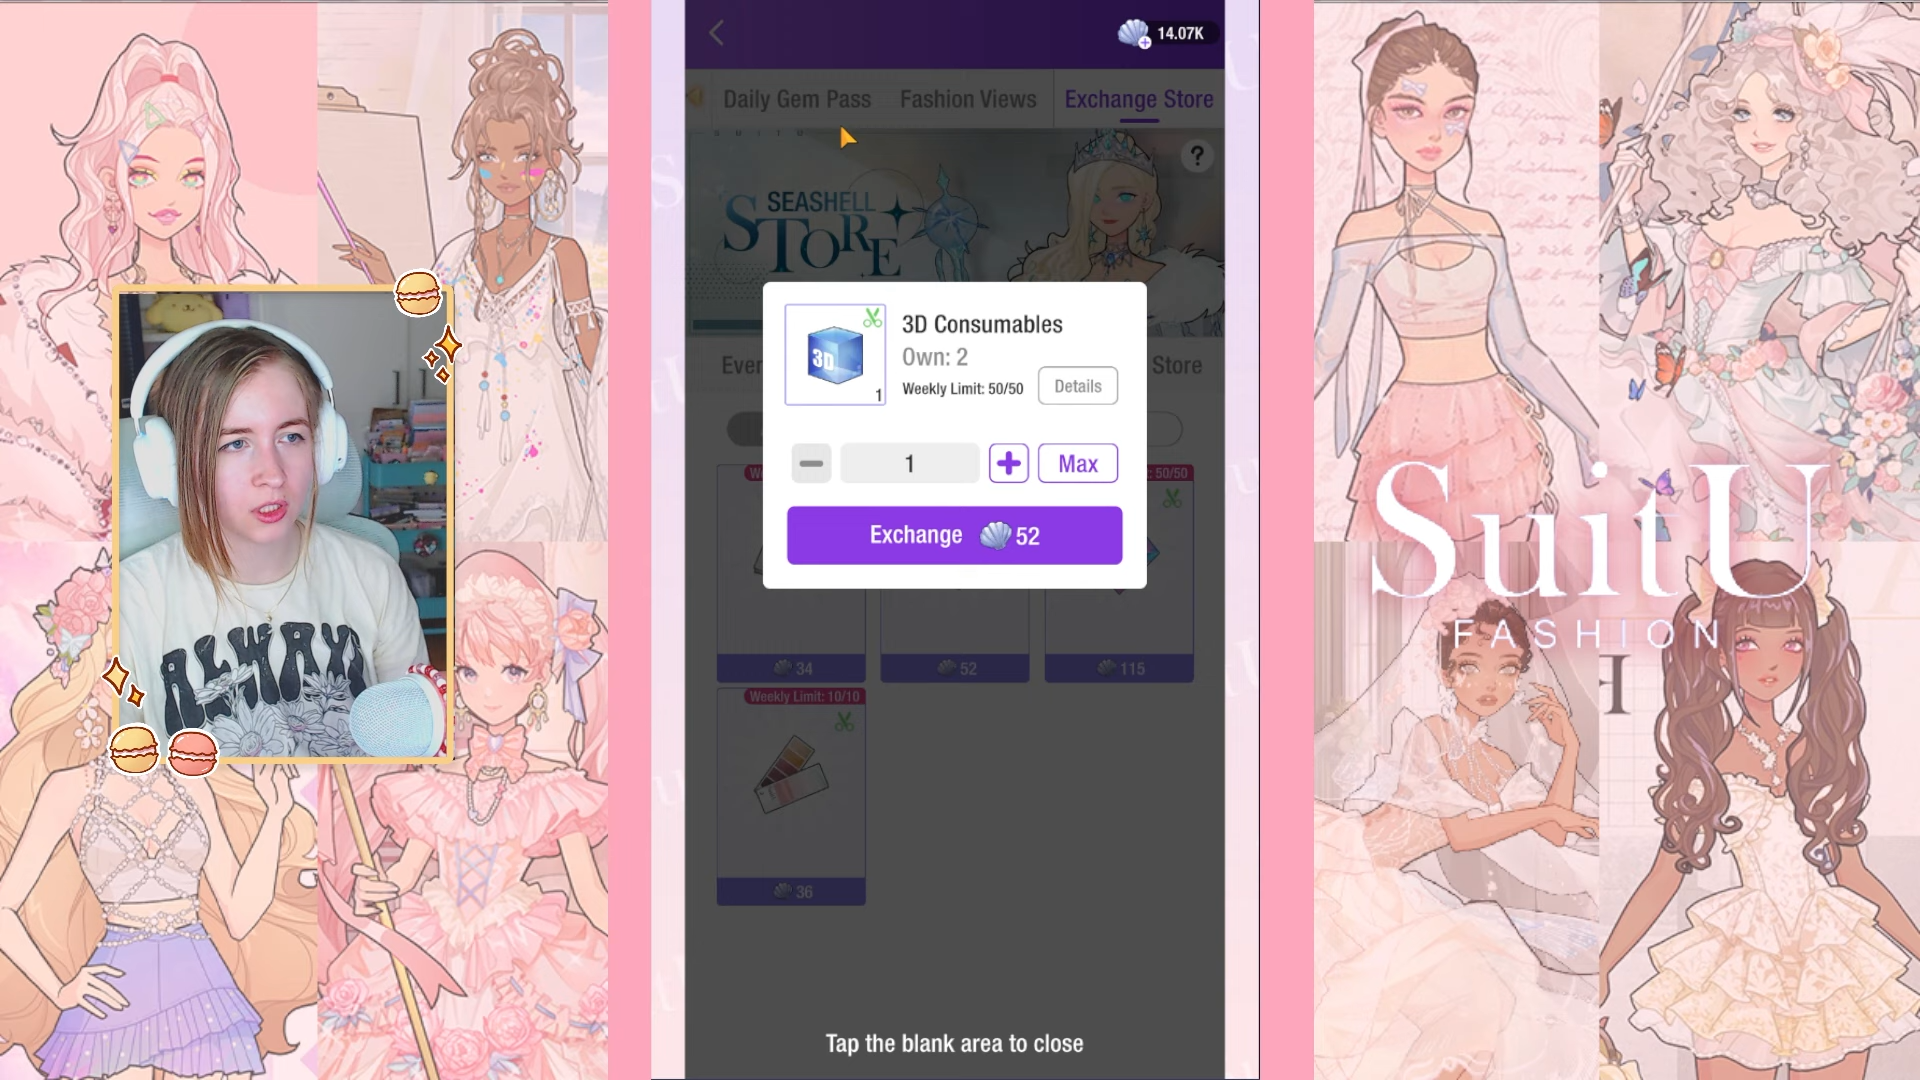 14.07K
Daily Gem Pass
Fashion Views
Exchange Store
SUITU
SEASHELL
STORE
?
Store
3D Consumables
Own: 2
Weekly Limit: 50/50
Details
3D
1
1
Max
Exchange 52
: 50/50
34
52
115
Weekly Limit: 10/10
36
Tap the blank area to close
ALWAY
SuitU
FASHION